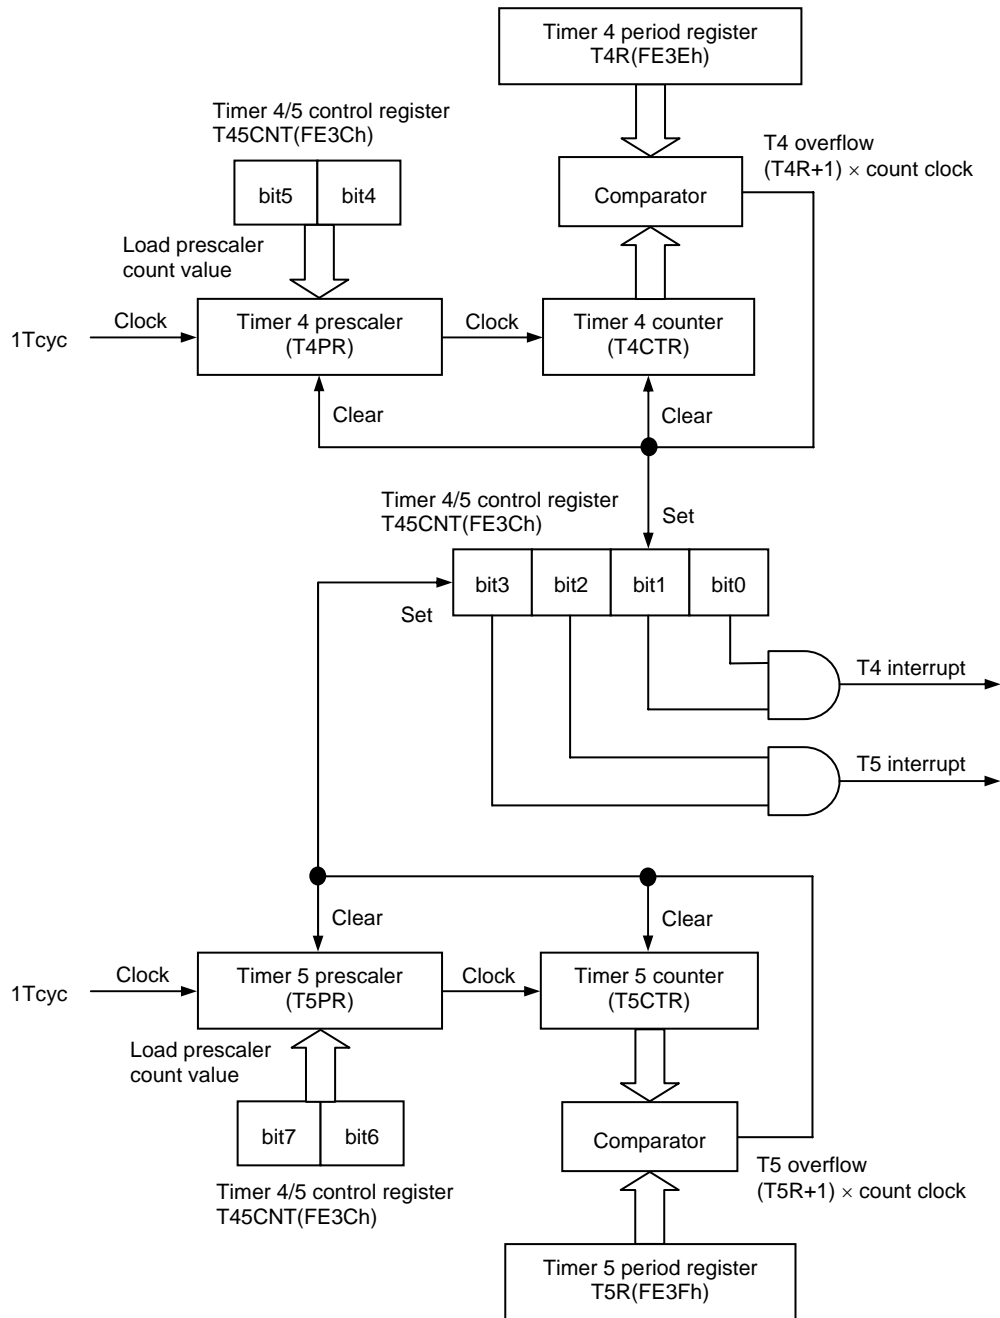 Timer 4 period register
T4R(FE3Eh)
Timer 4/5 control register
T45CNT(FE3Ch)
bit5
bit4
T4 overflow
(T4R+1) × count clock
Comparator
Load prescaler
count value
1Tcyc
Clock
Timer 4 prescaler
(T4PR)
Clock
Timer 4 counter
(T4CTR)
Clear
Clear
Timer 4/5 control register
T45CNT(FE3Ch)
Set
bit3
bit2
bit1
bit0
Set
T4 interrupt
T5 interrupt
Clear
Clear
1Tcyc
Clock
Timer 5 prescaler
(T5PR)
Clock
Timer 5 counter
(T5CTR)
Load prescaler
count value
bit7
bit6
Comparator
T5 overflow
(T5R+1) × count clock
Timer 4/5 control register
T45CNT(FE3Ch)
Timer 5 period register
T5R(FE3Fh)